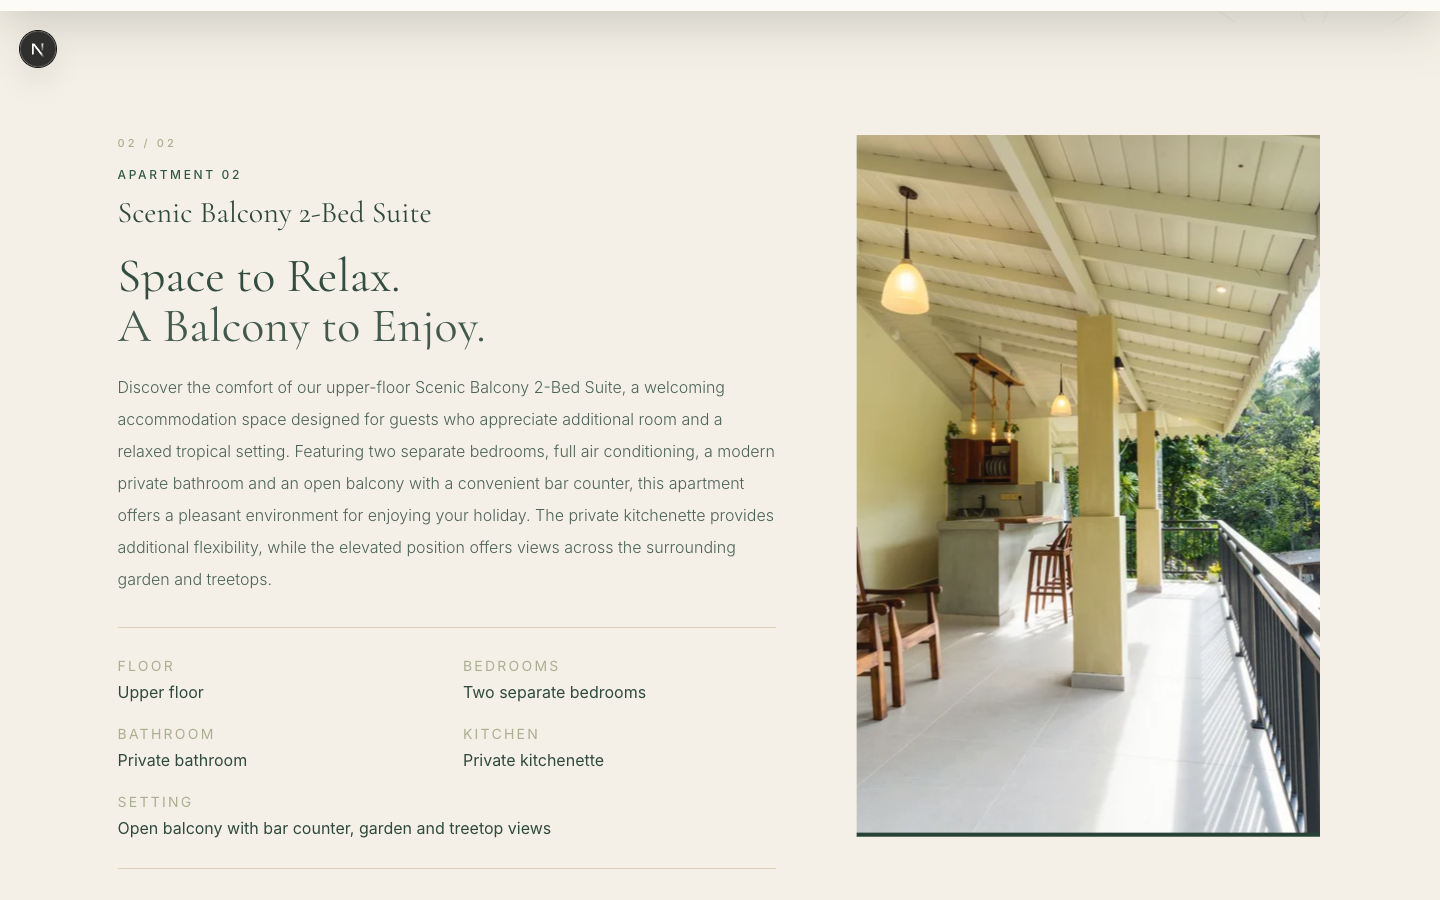 N
02 / 02
APARTMENT 02
Scenic Balcony 2-Bed Suite
Space to Relax.
A Balcony to Enjoy.
Discover the comfort of our upper-floor Scenic Balcony 2-Bed Suite, a welcoming
accommodation space designed for guests who appreciate additional room and a
relaxed tropical setting. Featuring two separate bedrooms, full air conditioning, a modern
private bathroom and an open balcony with a convenient bar counter, this apartment
offers a pleasant environment for enjoying your holiday. The private kitchenette provides
additional flexibility, while the elevated position offers views across the surrounding
garden and treetops.
FLOOR
Upper floor
BEDROOMS
Two separate bedrooms
BATHROOM
Private bathroom
KITCHEN
Private kitchenette
SETTING
Open balcony with bar counter, garden and treetop views